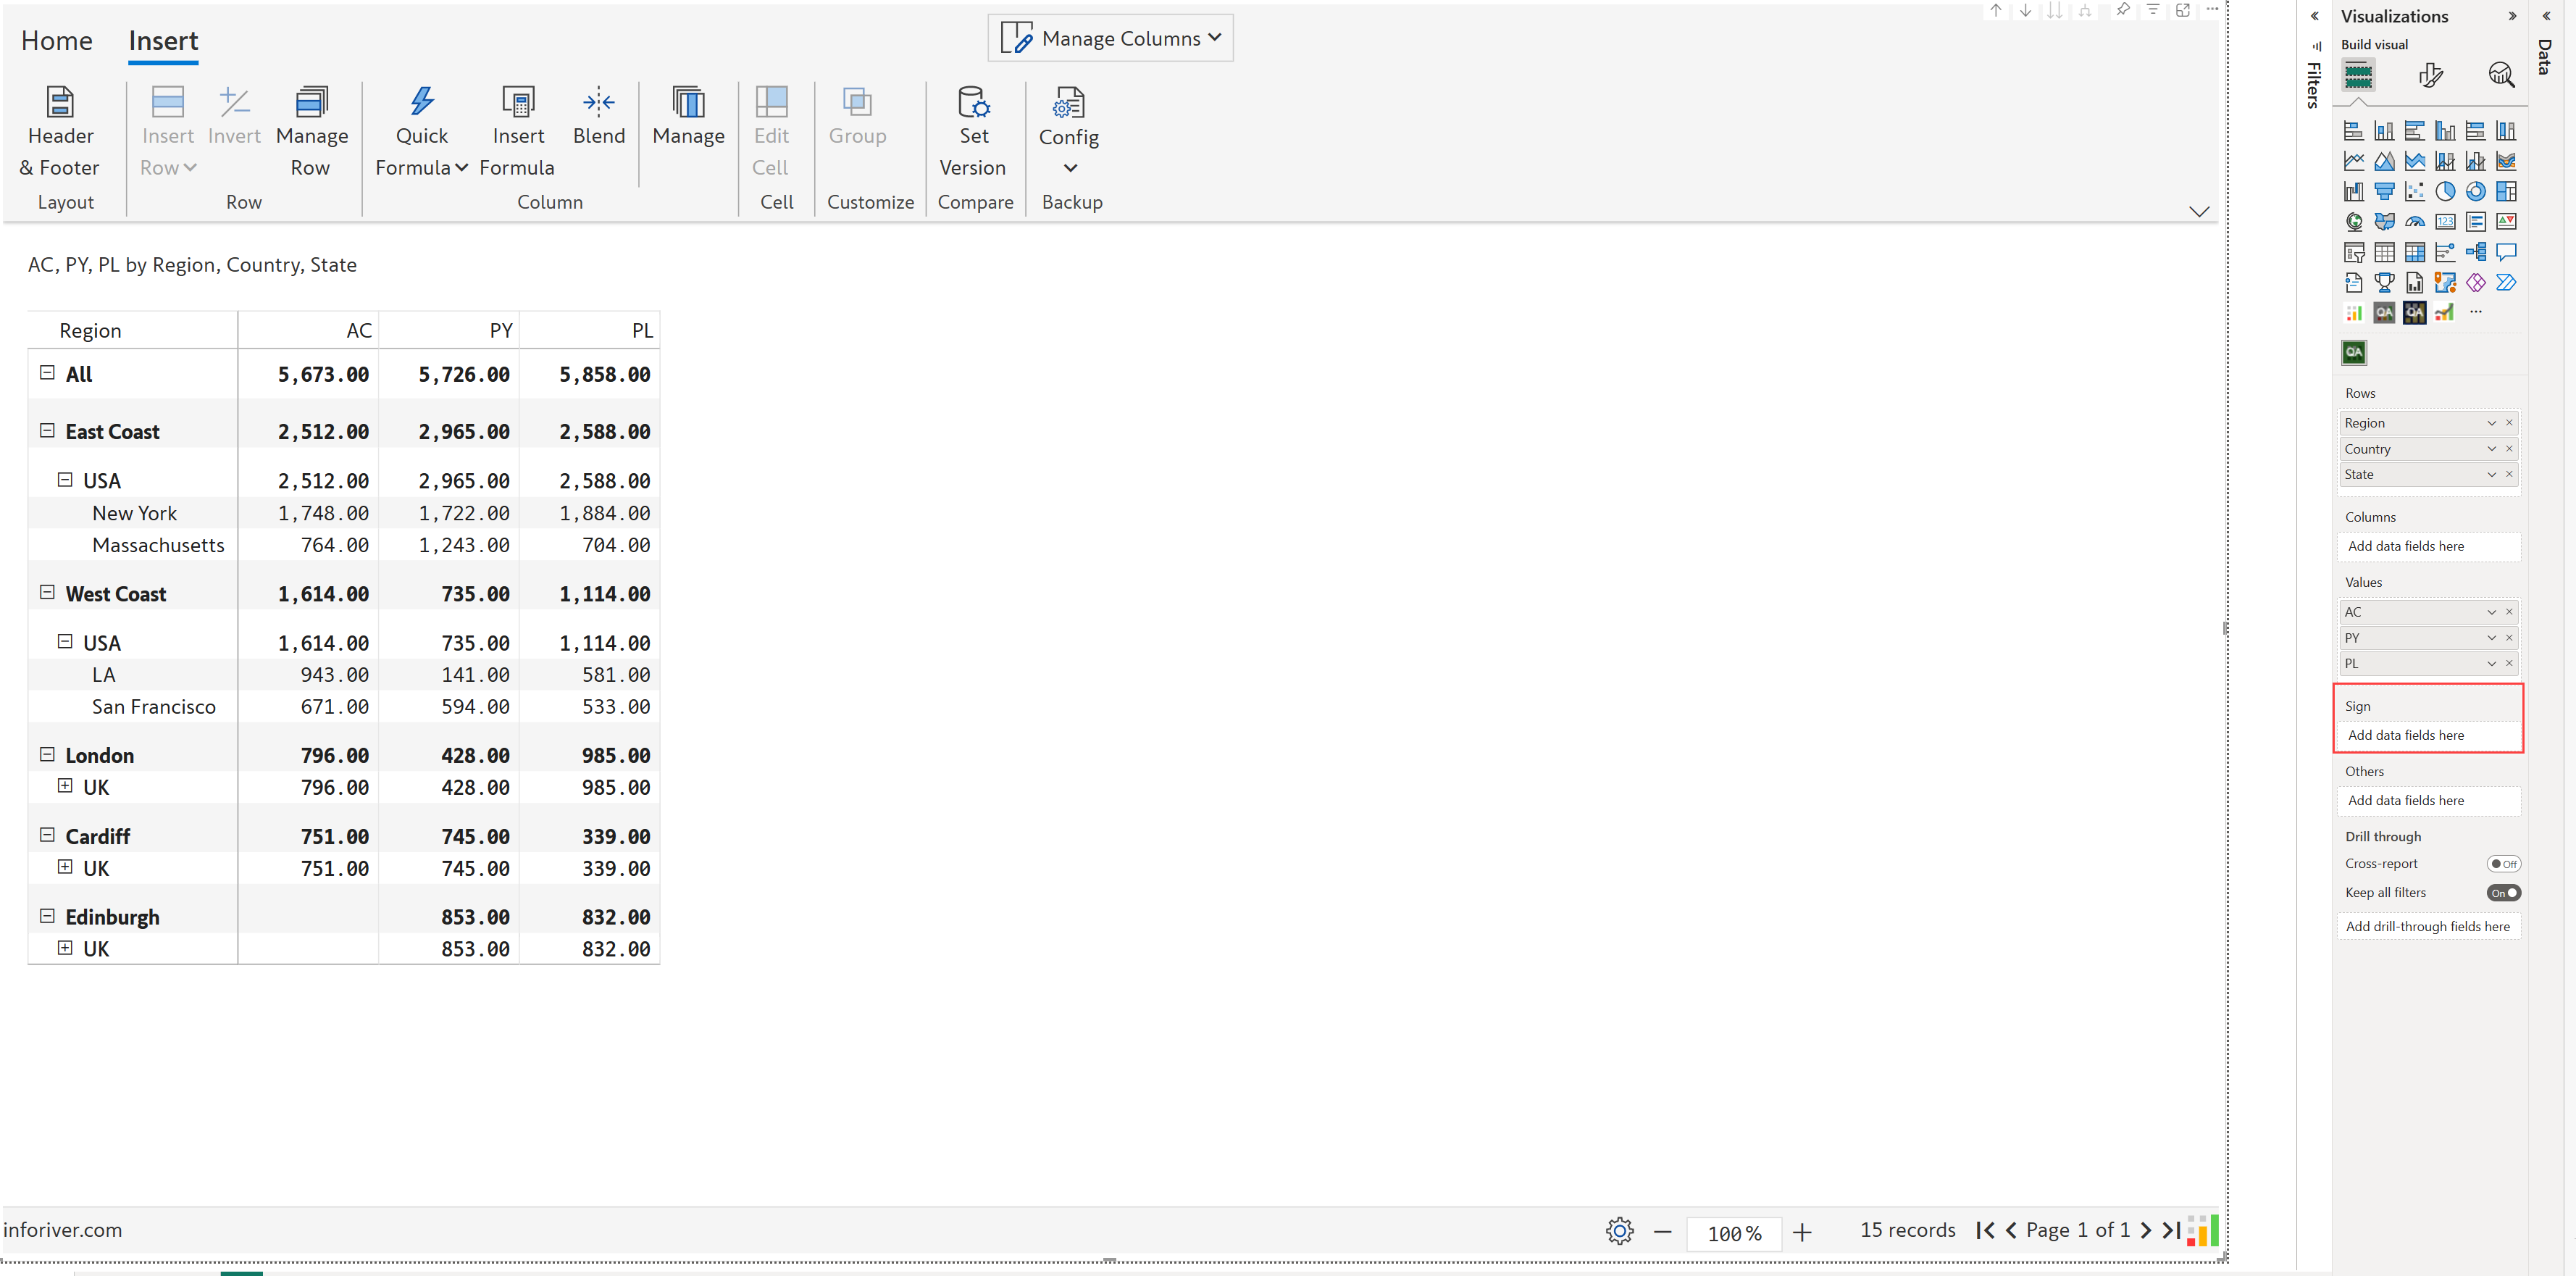 Home Insert
Manage Columns
Header & Footer
Insert Row
Invert
Manage Row
Quick Formula
Insert Formula
Blend
Manage
Edit Cell
Group
Set Version
Config
Layout Row Column Cell Customize Compare Backup
AC, PY, PL by Region, Country, State
Region AC PY PL
All 5,673.00 5,726.00 5,858.00
East Coast 2,512.00 2,965.00 2,588.00
USA 2,512.00 2,965.00 2,588.00
New York 1,748.00 1,722.00 1,884.00
Massachusetts 764.00 1,243.00 704.00
West Coast 1,614.00 735.00 1,114.00
USA 1,614.00 735.00 1,114.00
LA 943.00 141.00 581.00
San Francisco 671.00 594.00 533.00
London 796.00 428.00 985.00
UK 796.00 428.00 985.00
Cardiff 751.00 745.00 339.00
UK 751.00 745.00 339.00
Edinburgh 853.00 832.00
UK 853.00 832.00
inforiver.com
100 %
15 records
Page 1 of 1
Filters
Visualizations
Build visual
123
QA QA
QA
Rows
Region
Country
State
Columns
Add data fields here
Values
AC
PY
PL
Sign
Add data fields here
Others
Add data fields here
Drill through
Cross-report Off
Keep all filters On
Add drill-through fields here
Data